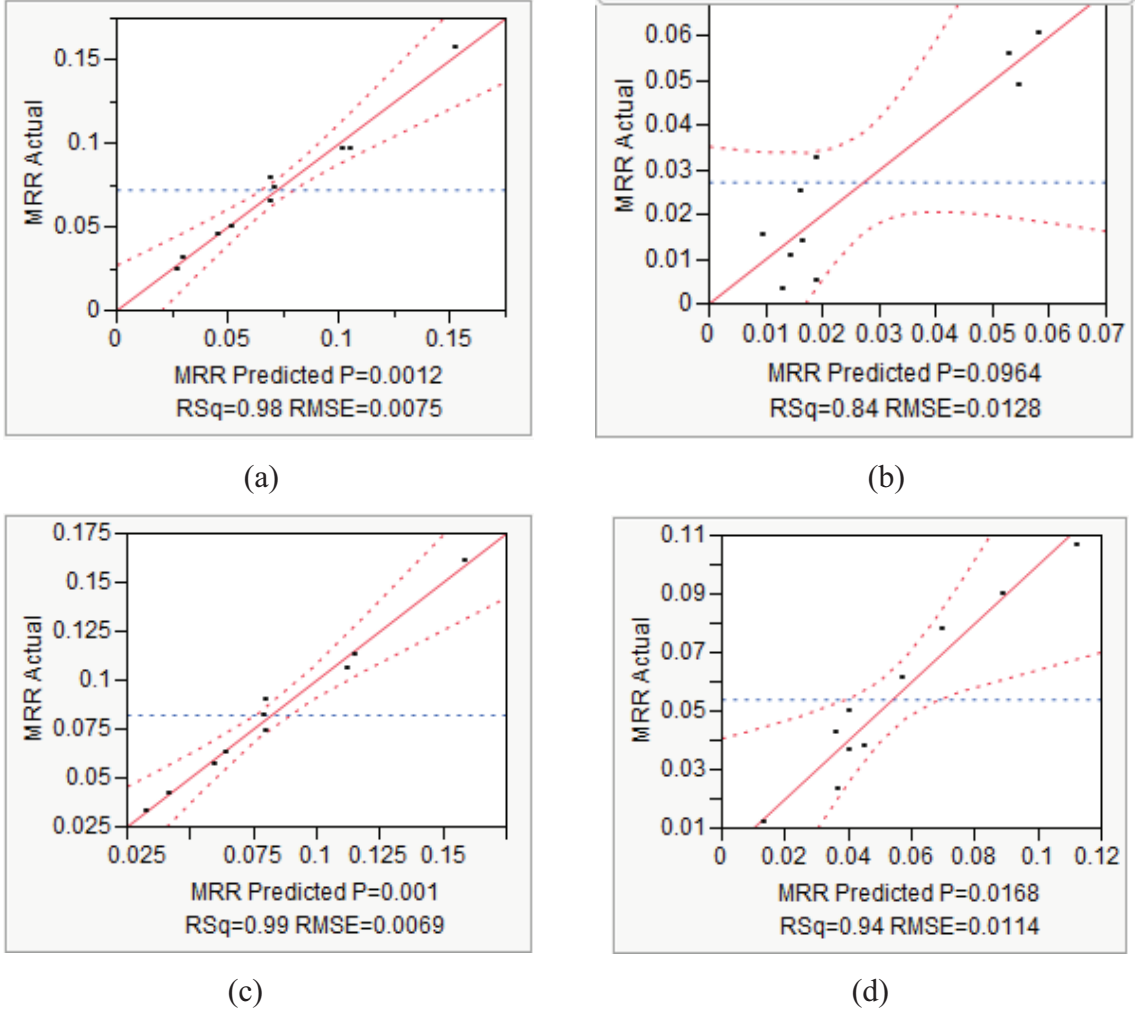 MRR Actual
0.15
0.1
0.05
0
0 0.05 0.1 0.15
MRR Predicted P=0.0012
RSq=0.98 RMSE=0.0075
(a)
MRR Actual
0.06
0.05
0.04
0.03
0.02
0.01
0
0 0.01 0.02 0.03 0.04 0.05 0.06 0.07
MRR Predicted P=0.0964
RSq=0.84 RMSE=0.0128
(b)
MRR Actual
0.175
0.15
0.125
0.1
0.075
0.05
0.025
0.025 0.075 0.1 0.125 0.15
MRR Predicted P=0.001
RSq=0.99 RMSE=0.0069
(c)
MRR Actual
0.11
0.09
0.07
0.05
0.03
0.01
0 0.02 0.04 0.06 0.08 0.1 0.12
MRR Predicted P=0.0168
RSq=0.94 RMSE=0.0114
(d)